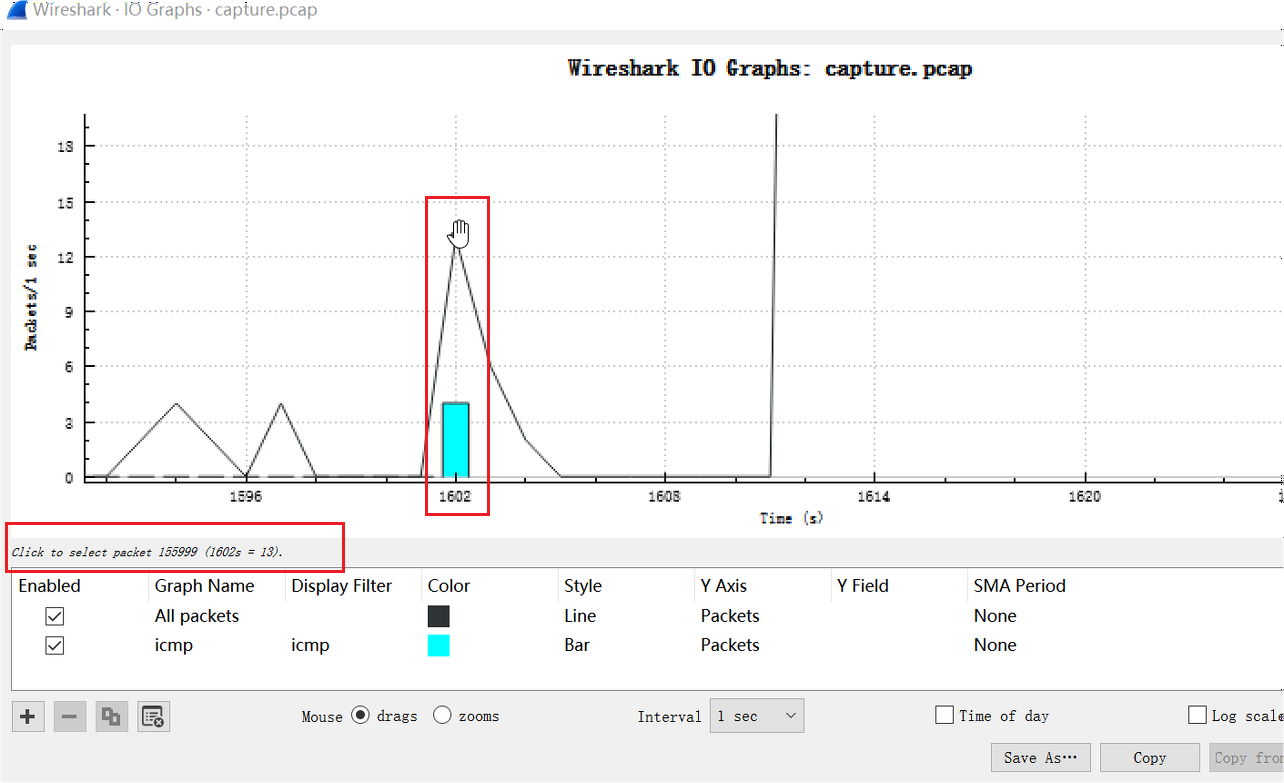 Wireshark · IO Graphs · capture.pcap
Wireshark IO Graphs: capture.pcap
Packets/1 sec
18
15
12
9
6
3
0
1596 1602 1608 1614 1620
Time (s)
Click to select packet 155999 (1602s = 13).
Enabled Graph Name Display Filter Color Style Y Axis Y Field SMA Period
All packets Line Packets None
icmp icmp Bar Packets None
Mouse drags zooms Interval 1 sec Time of day Log scale
Save As… Copy Copy from